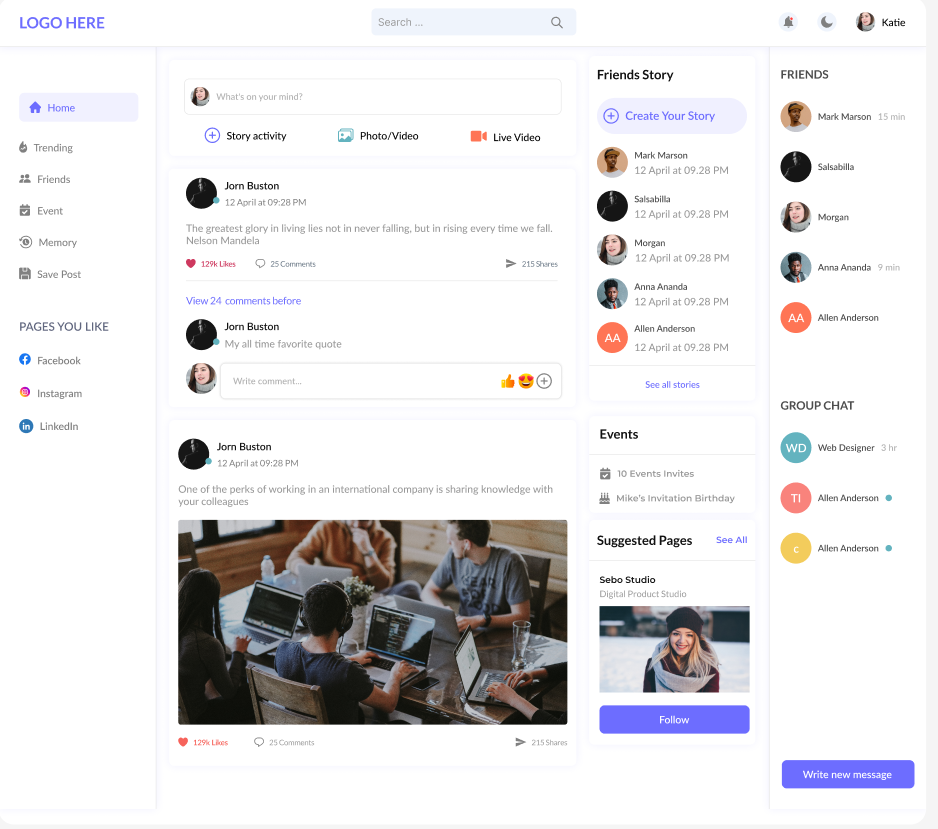 LOGO HERE
Search ...
Katie
Home
Trending
Friends
Event
Memory
Save Post
PAGES YOU LIKE
Facebook
Instagram
LinkedIn
What's on your mind?
Story activity
Photo/Video
Live Video
Jorn Buston
12 April at 09:28 PM
The greatest glory in living lies not in never falling, but in rising every time we fall.
Nelson Mandela
129k Likes
25 Comments
215 Shares
View 24 comments before
Jorn Buston
My all time favorite quote
Write comment...
Jorn Buston
12 April at 09:28 PM
One of the perks of working in an international company is sharing knowledge with
your colleagues
129k Likes
25 Comments
215 Shares
Friends Story
Create Your Story
Mark Marson
12 April at 09.28 PM
Salsabilla
12 April at 09.28 PM
Morgan
12 April at 09.28 PM
Anna Ananda
12 April at 09.28 PM
AA
Allen Anderson
12 April at 09.28 PM
See all stories
Events
10 Events Invites
Mike's Invitation Birthday
Suggested Pages
See All
Sebo Studio
Digital Product Studio
Follow
FRIENDS
Mark Marson 15 min
Salsabilla
Morgan
Anna Ananda 9 min
AA Allen Anderson
GROUP CHAT
WD Web Designer 3 hr
TI Allen Anderson
c Allen Anderson
Write new message
in